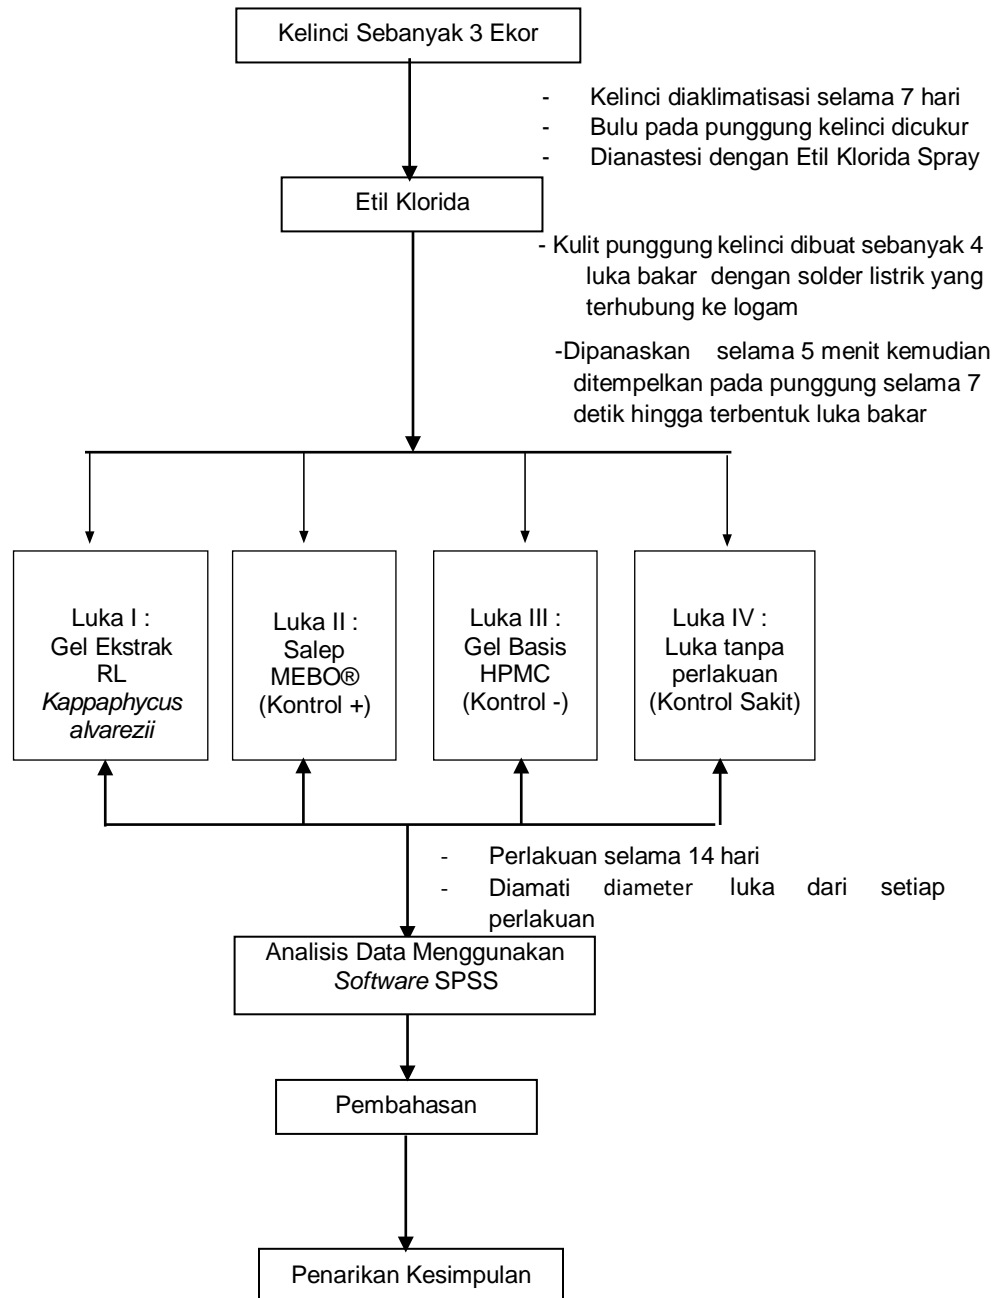 Kelinci Sebanyak 3 Ekor
- Kelinci diaklimatisasi selama 7 hari
- Bulu pada punggung kelinci dicukur
- Dianastesi dengan Etil Klorida Spray
Etil Klorida
- Kulit punggung kelinci dibuat sebanyak 4
luka bakar dengan solder listrik yang
terhubung ke logam
-Dipanaskan selama 5 menit kemudian
ditempelkan pada punggung selama 7
detik hingga terbentuk luka bakar
Luka I :
Gel Ekstrak
RL
Kappaphycus
alvarezii
Luka II :
Salep
MEBO®
(Kontrol +)
Luka III :
Gel Basis
HPMC
(Kontrol -)
Luka IV :
Luka tanpa
perlakuan
(Kontrol Sakit)
- Perlakuan selama 14 hari
- Diamati diameter luka dari setiap
perlakuan
Analisis Data Menggunakan
Software SPSS
Pembahasan
Penarikan Kesimpulan